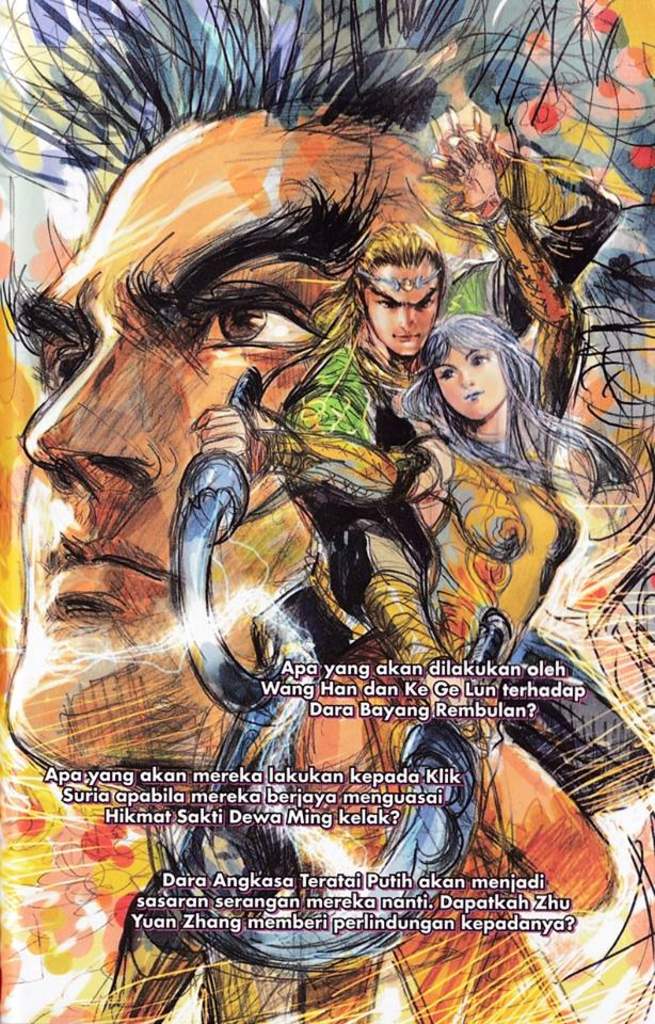 Apa yang akan dilakukan oleh
Wang Han dan Ke Ge Lun terhadap
Dara Bayang Rembulan?
Apa yang akan mereka lakukan kepada Klik
Suria apabila mereka berjaya menguasai
Hikmat Sakti Dewa Ming kelak?
Dara Angkasa Teratai Putih akan menjadi
sasaran serangan mereka nanti. Dapatkah Zhu
Yuan Zhang memberi perlindungan kepadanya?